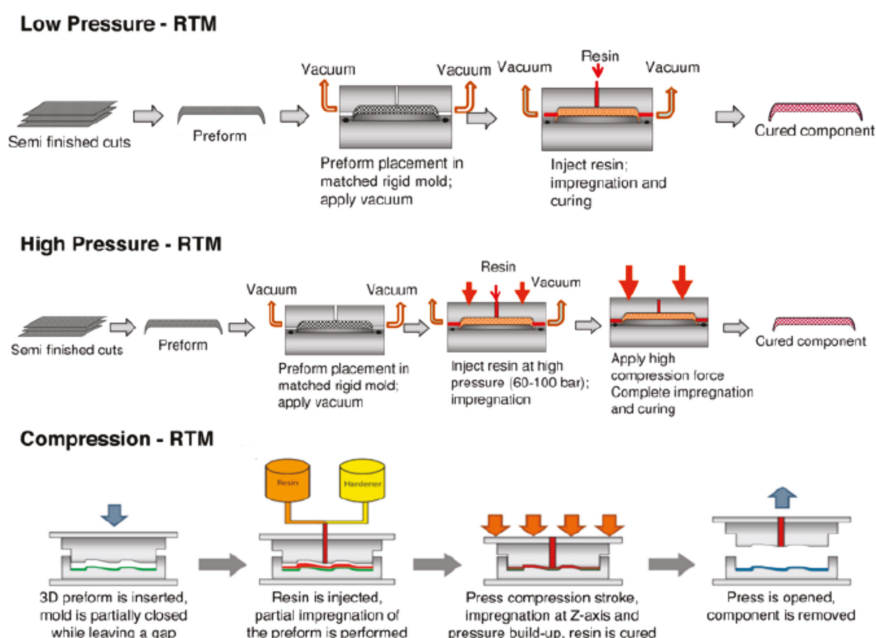 Low Pressure - RTM
Resin
Vacuum
Vacuum
Vacuum
Vacuum
Semi finished cuts
Preform
Cured component
Preform placement in
matched rigid mold;
apply vacuum
Inject resin;
impregnation and
curing
High Pressure - RTM
Resin
Vacuum
Vacuum
Vacuum
Semi finished cuts
Preform
Cured component
Preform placement in
matched rigid mold;
apply vacuum
Inject resin at high
pressure (60-100 bar);
impregnation
Apply high
compression force
Complete impregnation
and curing
Compression - RTM
Resin
Hardener
3D preform is inserted,
mold is partially closed
while leaving a gap
Resin is injected,
partial impregnation of
the preform is performed
Press compression stroke,
impregnation at Z-axis and
pressure build-up, resin is cured
Press is opened,
component is removed